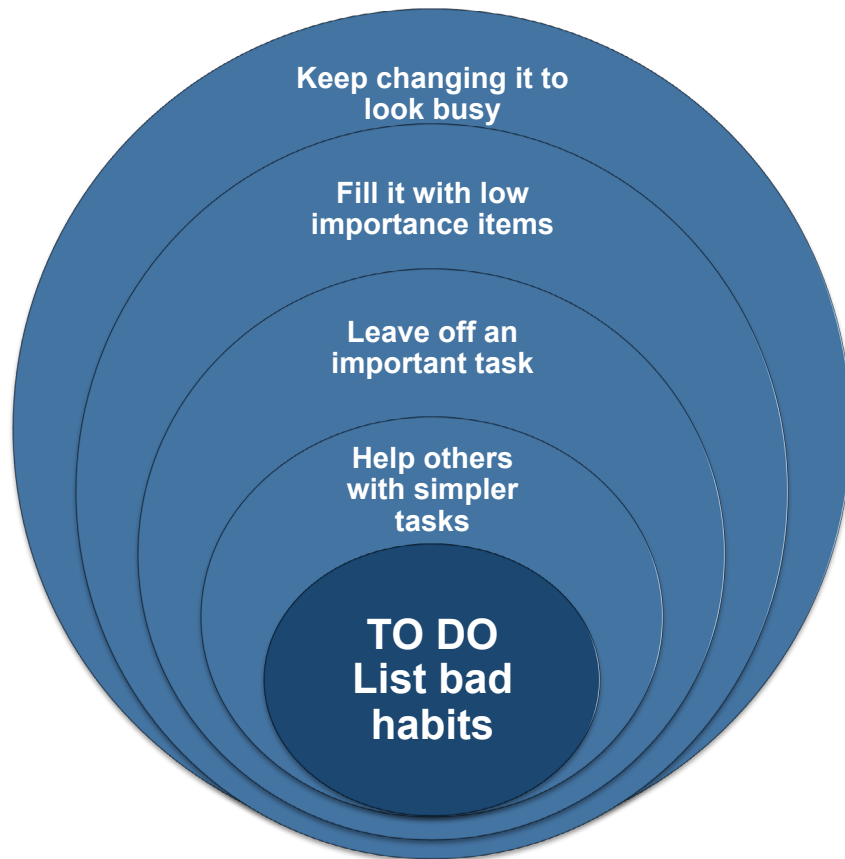 Keep changing it to
look busy
Fill it with low
importance items
Leave off an
important task
Help others
with simpler
tasks
TO DO
List bad
habits